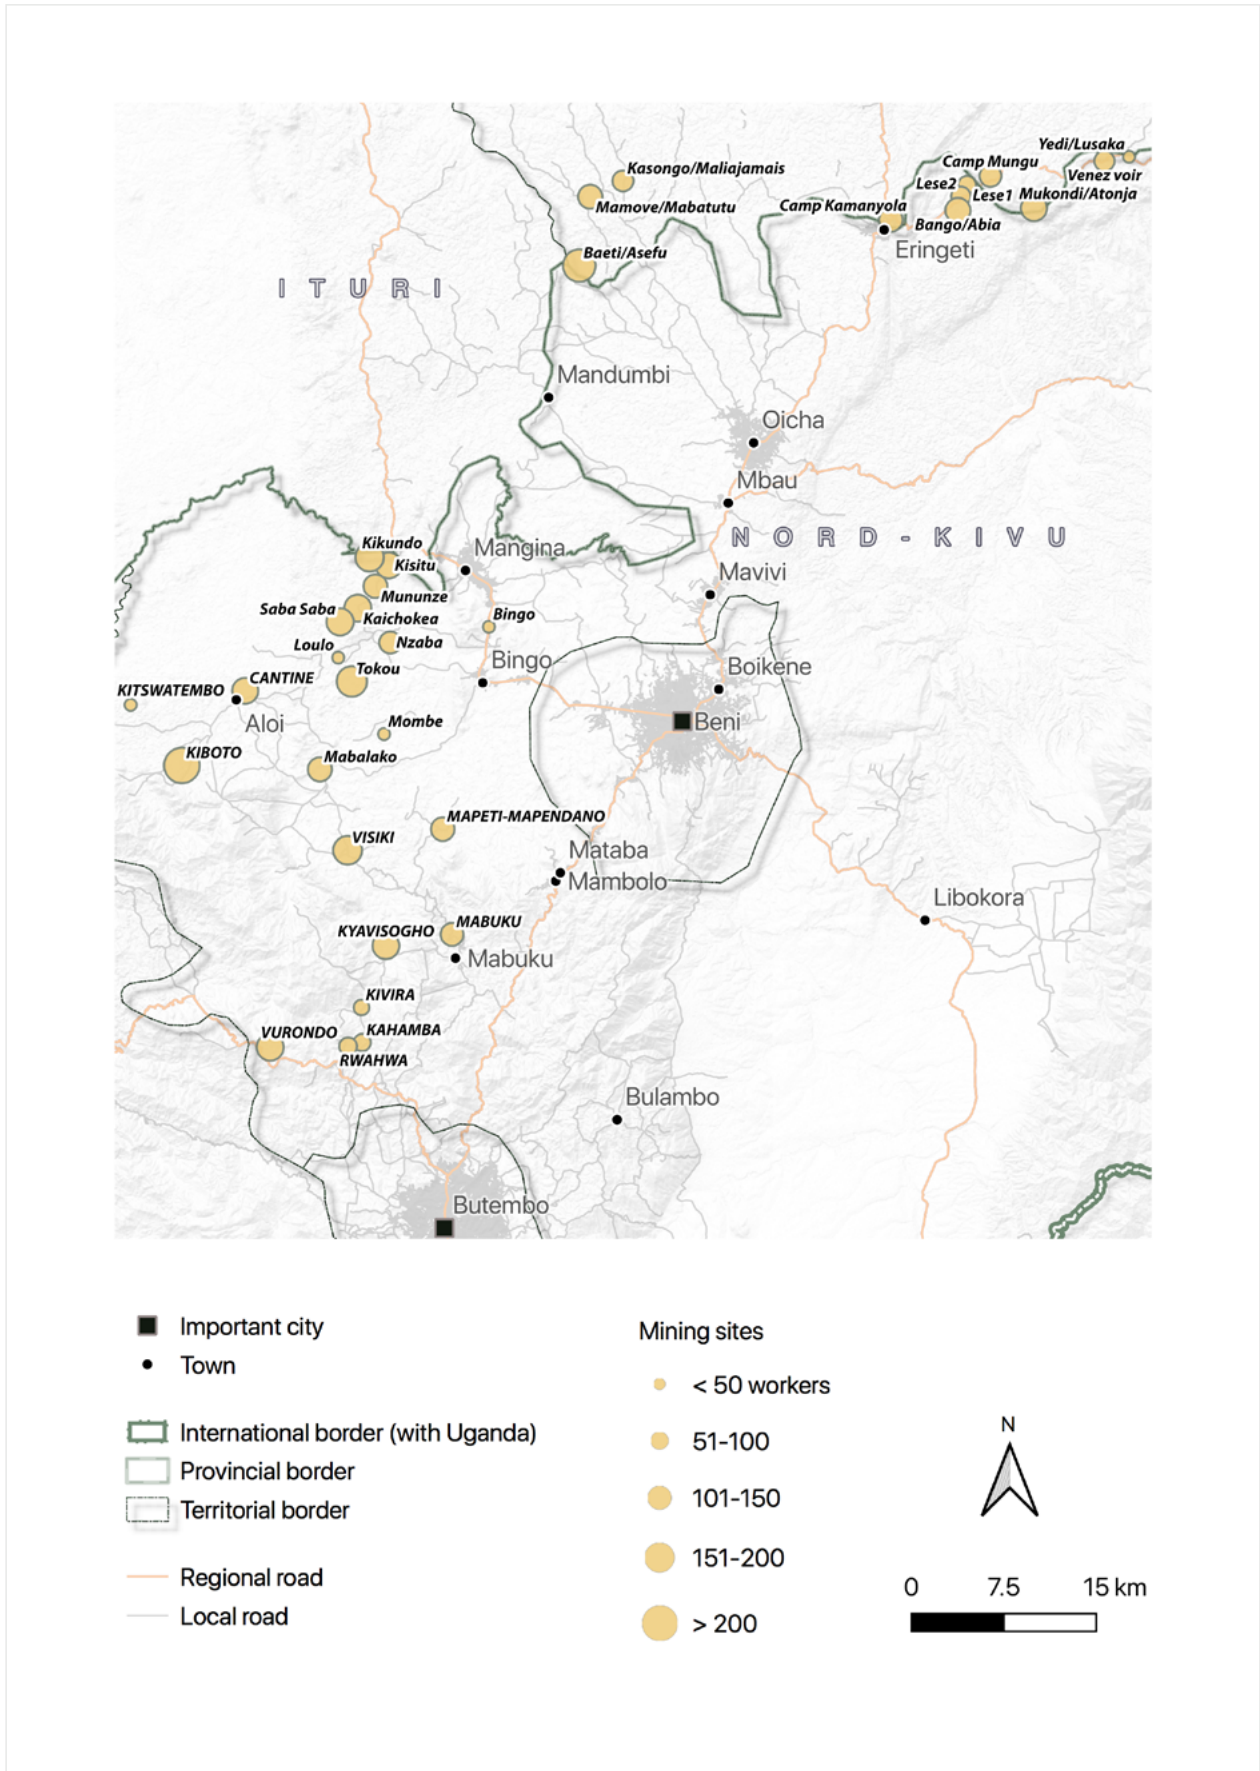 Yedi/Lusaka
Camp Mungu
Kasongo/Maliajamais
Venez voir
Lese2
Lese1
Mukondi/Atonja
Mamove/Mabatutu
Camp Kamanyola
Bango/Abia
Eringeti
Baeti/Asefu
ITURI
Mandumbi
Oicha
Mbau
NORD-KIVU
Kikundo
Mangina
Kisitu
Mavivi
Mununze
Saba Saba
Kaichokea
Bingo
Loulo
Nzaba
Bingo
Boikene
Tokou
CANTINE
KITSWATEMBO
Aloi
Mombe
Beni
KIBOTO
Mabalako
MAPETI-MAPENDANO
VISIKI
Mataba
Mambolo
Libokora
MABUKU
KYAVISOGHO
Mabuku
KIVIRA
VURONDO
KAHAMBA
RWAHWA
Bulambo
Butembo
Important city
Town
International border (with Uganda)
Provincial border
Territorial border
Regional road
Local road
Mining sites
< 50 workers
51-100
101-150
151-200
> 200
N
0 7.5 15 km